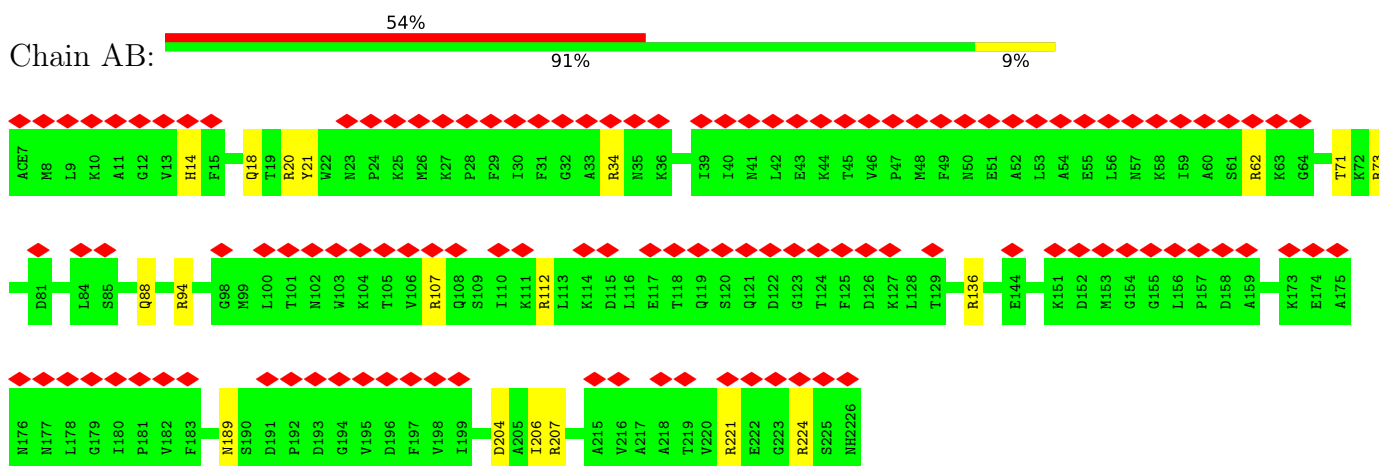 54%
Chain AB:
91% 9%
ACE7 M8 L9 K10 A11 G12 V13 H14 F15 Q18 T19 R20 Y21 W22 N23 P24 K25 M26 K27 P28 F29 I30 F31 G32 A33 R34 N35 K36 I39 I40 N41 L42 E43 K44 T45 V46 P47 M48 F49 N50 E51 A52 L53 A54 E55 L56 N57 K58 I59 A60 S61 R62 K63 G64 T71 K72 R73
D81 L84 S85 Q88 R94 G98 M99 L100 T101 N102 W103 K104 T105 V106 R107 Q108 S109 I110 K111 R112 L113 K114 D115 L116 E117 T118 Q119 S120 Q121 D122 G123 T124 F125 D126 K127 L128 T129 R136 E144 K151 D152 M153 G154 G155 L156 P157 D158 A159 K173 E174 A175
N176 N177 L178 G179 I180 P181 V182 F183 N189 S190 D191 P192 D193 G194 V195 D196 F197 V198 I199 D204 A205 I206 R207 A215 V216 A217 A218 T219 V220 R221 E222 G223 R224 S225 NH2226